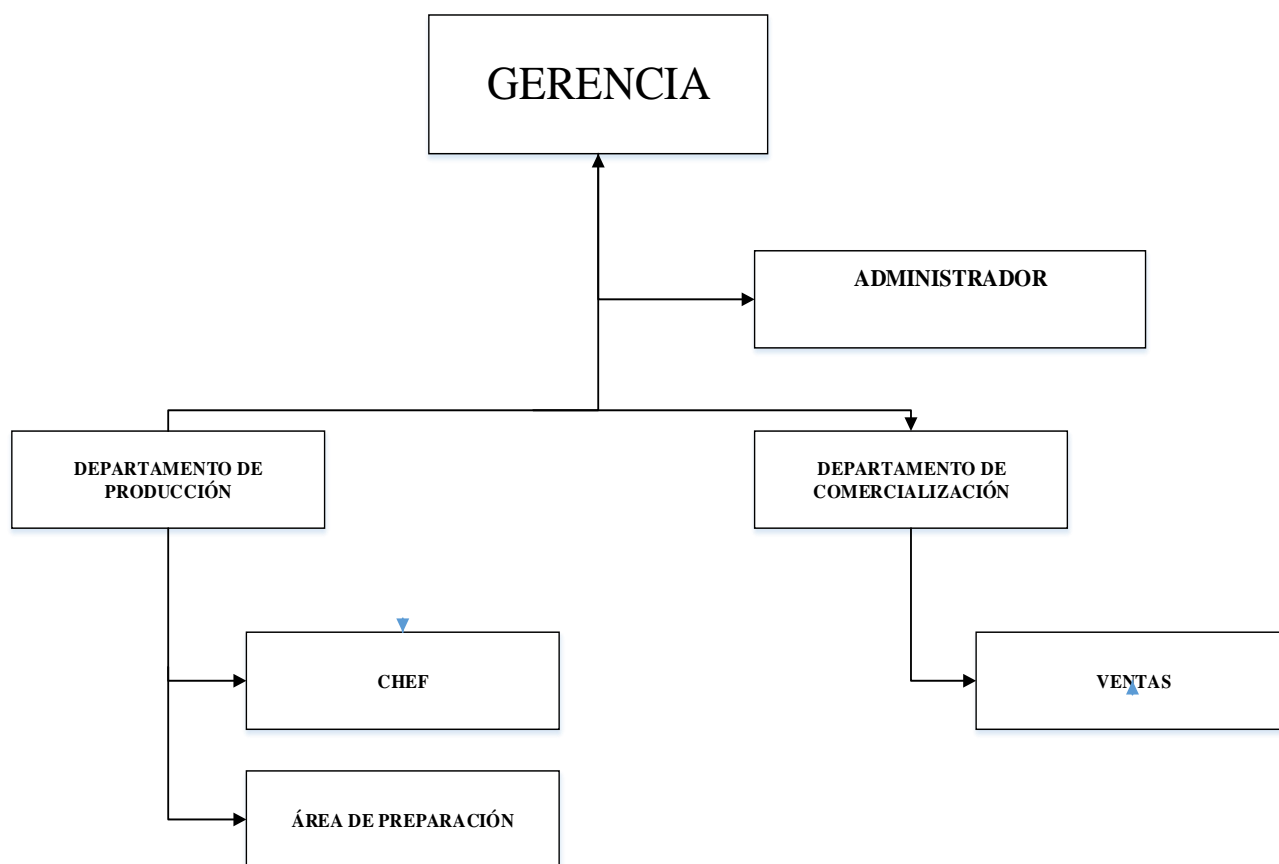 GERENCIA
ADMINISTRADOR
DEPARTAMENTO DE
PRODUCCIÓN
DEPARTAMENTO DE
COMERCIALIZACIÓN
CHEF
VENTAS
ÁREA DE PREPARACIÓN